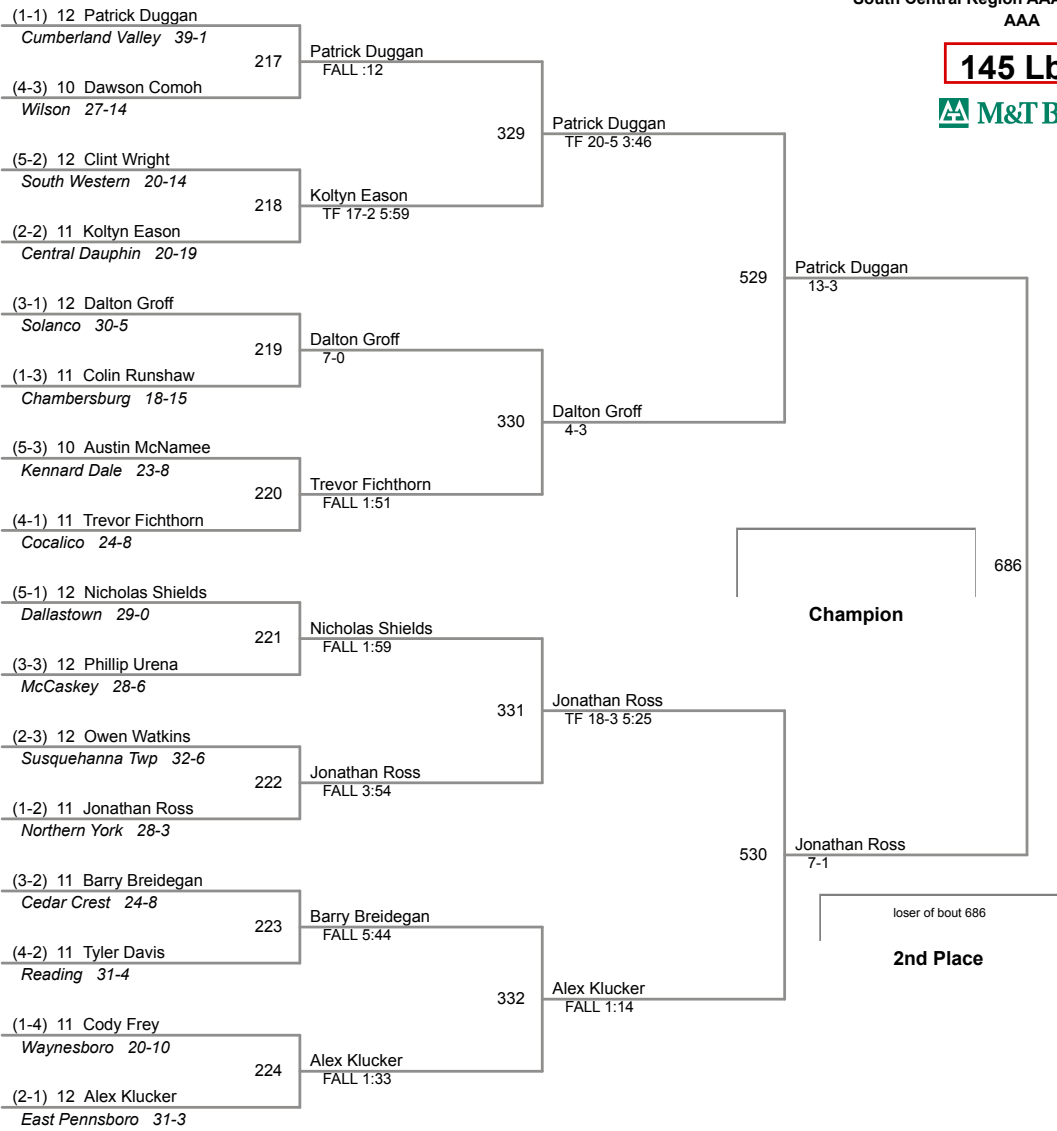 South Central Region AAA
AAA
145 Lb
M&T B
(1-1) 12 Patrick Duggan
Cumberland Valley 39-1
217
Patrick Duggan
FALL :12
(4-3) 10 Dawson Comoh
Wilson 27-14
329
Patrick Duggan
TF 20-5 3:46
(5-2) 12 Clint Wright
South Western 20-14
218
Koltyn Eason
TF 17-2 5:59
(2-2) 11 Koltyn Eason
Central Dauphin 20-19
529
Patrick Duggan
13-3
(3-1) 12 Dalton Groff
Solanco 30-5
219
Dalton Groff
7-0
(1-3) 11 Colin Runshaw
Chambersburg 18-15
330
Dalton Groff
4-3
(5-3) 10 Austin McNamee
Kennard Dale 23-8
220
Trevor Fichthorn
FALL 1:51
(4-1) 11 Trevor Fichthorn
Cocalico 24-8
686
Champion
(5-1) 12 Nicholas Shields
Dallastown 29-0
221
Nicholas Shields
FALL 1:59
(3-3) 12 Phillip Urena
McCaskey 28-6
331
Jonathan Ross
TF 18-3 5:25
(2-3) 12 Owen Watkins
Susquehanna Twp 32-6
222
Jonathan Ross
FALL 3:54
(1-2) 11 Jonathan Ross
Northern York 28-3
530
Jonathan Ross
7-1
(3-2) 11 Barry Breidegan
Cedar Crest 24-8
223
Barry Breidegan
FALL 5:44
loser of bout 686
2nd Place
(4-2) 11 Tyler Davis
Reading 31-4
332
Alex Klucker
FALL 1:14
(1-4) 11 Cody Frey
Waynesboro 20-10
224
Alex Klucker
FALL 1:33
(2-1) 12 Alex Klucker
East Pennsboro 31-3